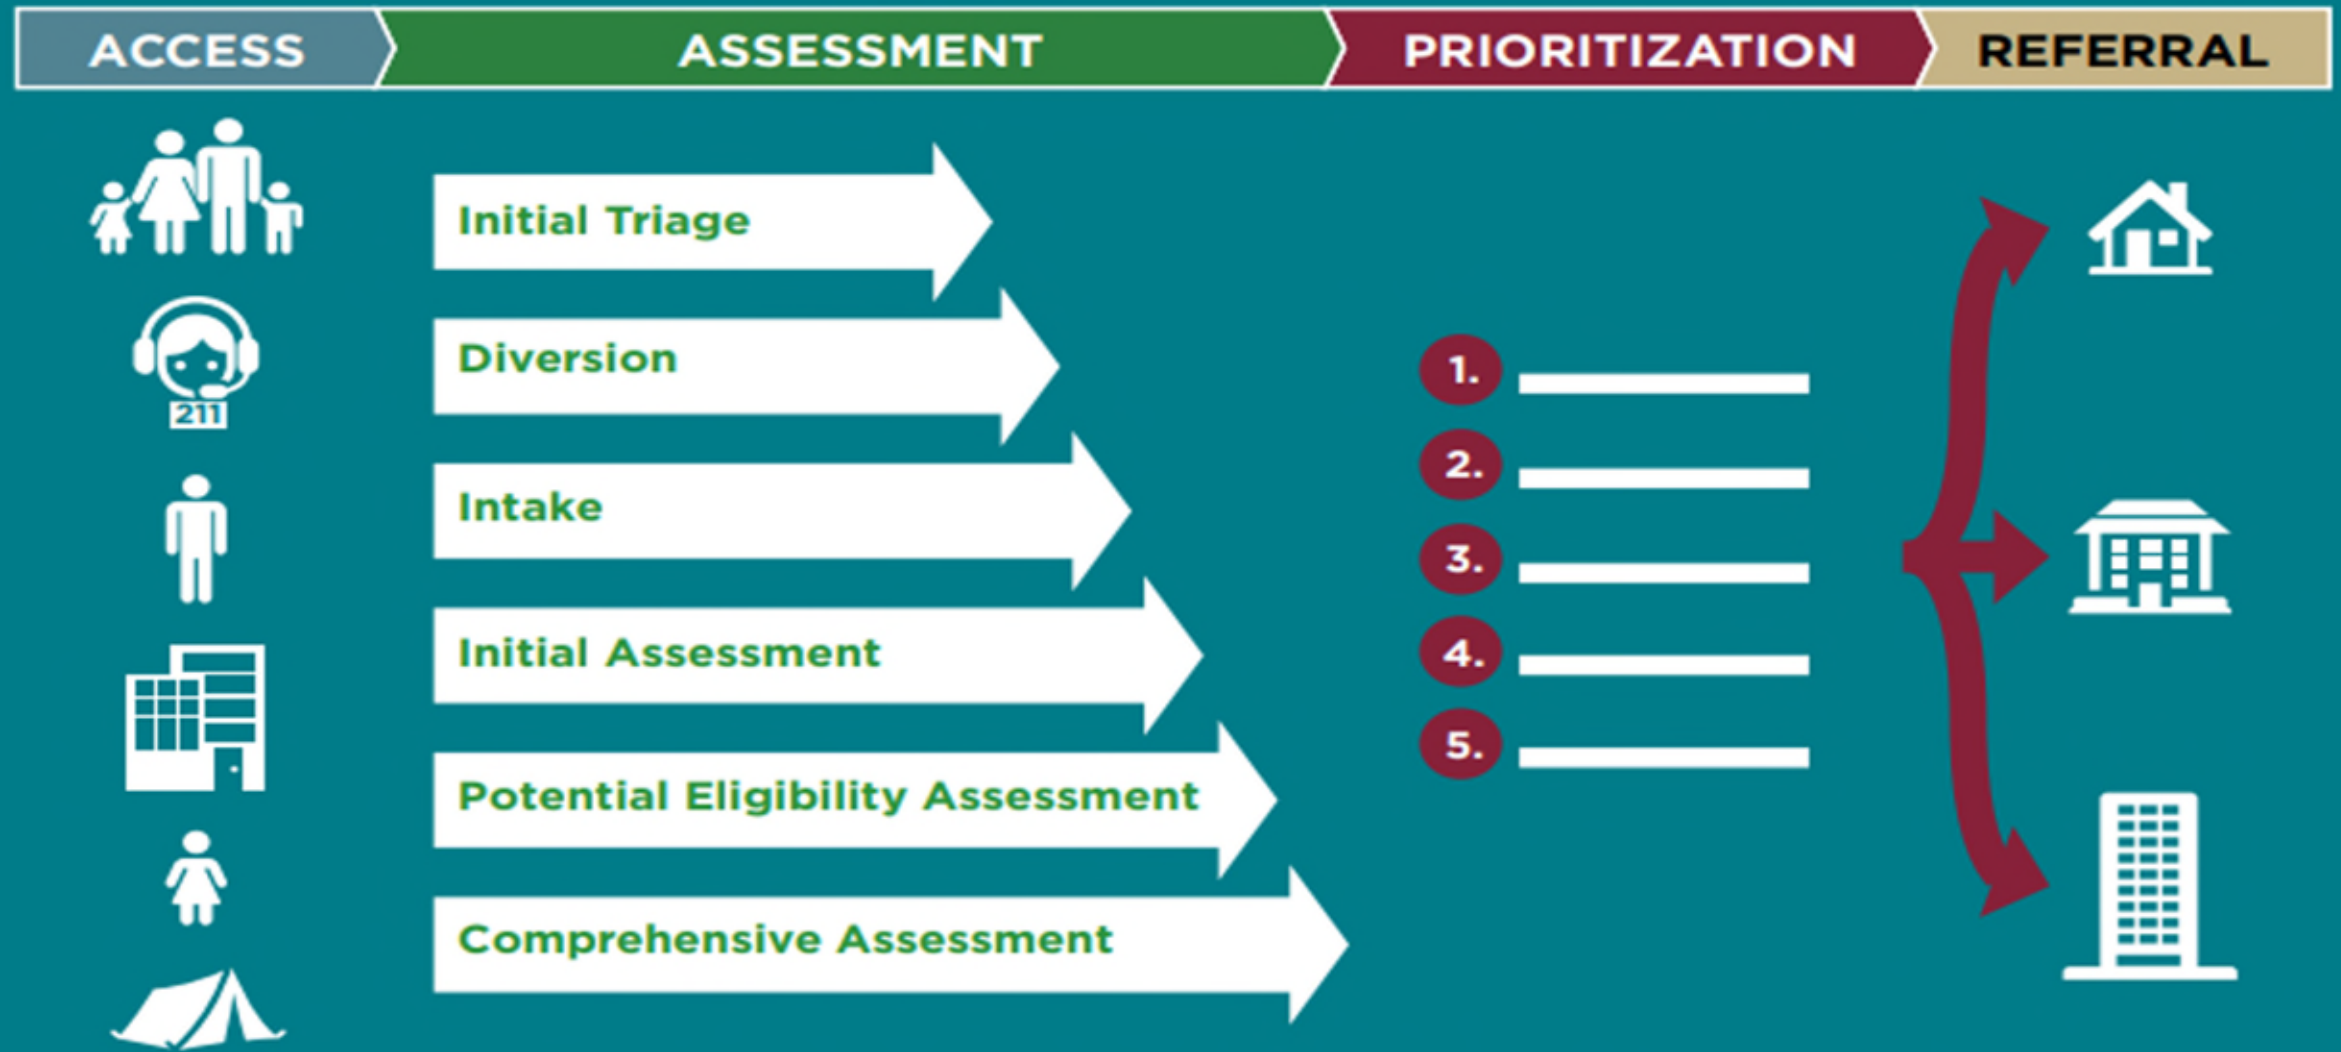 ACCESS
ASSESSMENT
PRIORITIZATION
REFERRAL
211
Initial Triage
Diversion
Intake
Initial Assessment
Potential Eligibility Assessment
Comprehensive Assessment
1.
2.
3.
4.
5.